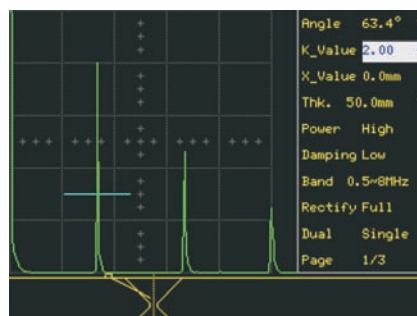 Angle 63.4°
K_Value 2.00
X_Value 0.0mm
Thk. 50.0mm
Power High
Damping Low
Band 0.5~8MHz
Rectify Full
Dual Single
Page 1/3